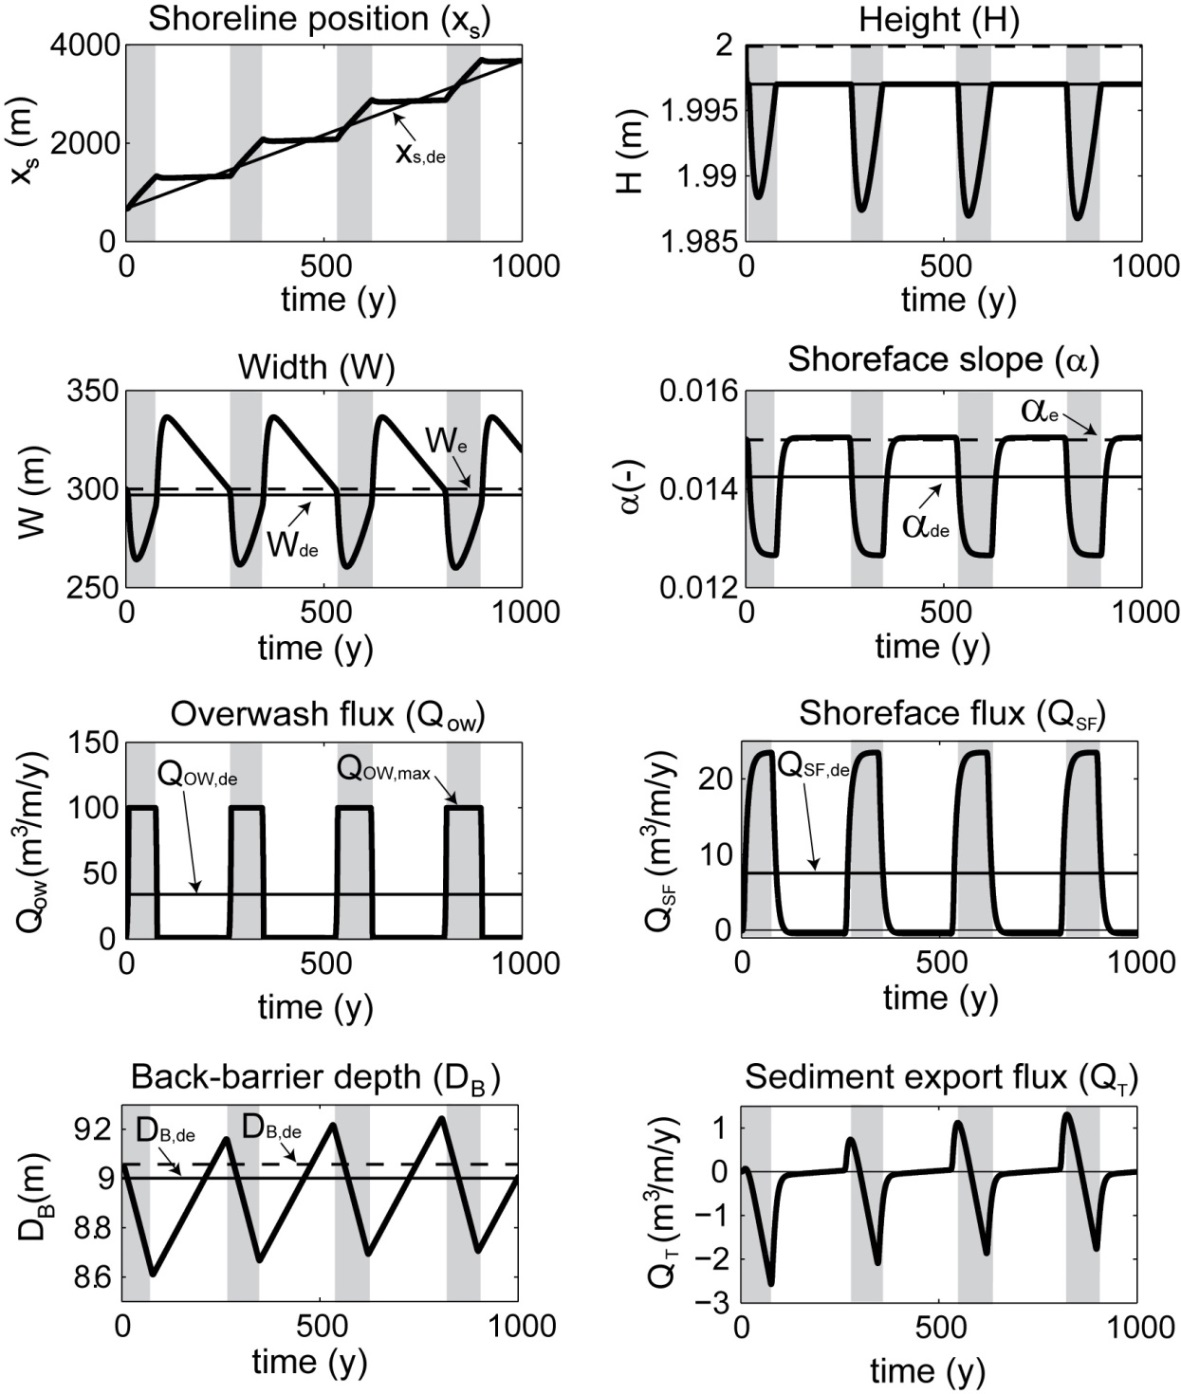 Shoreline position (xs)
4000
2000
0
xs (m)
xs,de
0 500 1000
time (y)
Height (H)
2
1.995
1.99
1.985
H (m)
0 500 1000
time (y)
Width (W)
350
300
250
W (m)
We
Wde
0 500 1000
time (y)
Shoreface slope (α)
0.016
0.014
0.012
α(-)
αe
αde
0 500 1000
time (y)
Overwash flux (Qow)
150
100
50
0
Qow(m3/m/y)
QOW,de
QOW,max
0 500 1000
time (y)
Shoreface flux (QSF)
20
10
0
QSF (m3/m/y)
QSF,de
0 500 1000
time (y)
Back-barrier depth (DB)
9.2
9
8.8
8.6
DB(m)
DB,de
DB,de
0 500 1000
time (y)
Sediment export flux (QT)
1
0
−1
−2
−3
QT (m3/m/y)
0 500 1000
time (y)